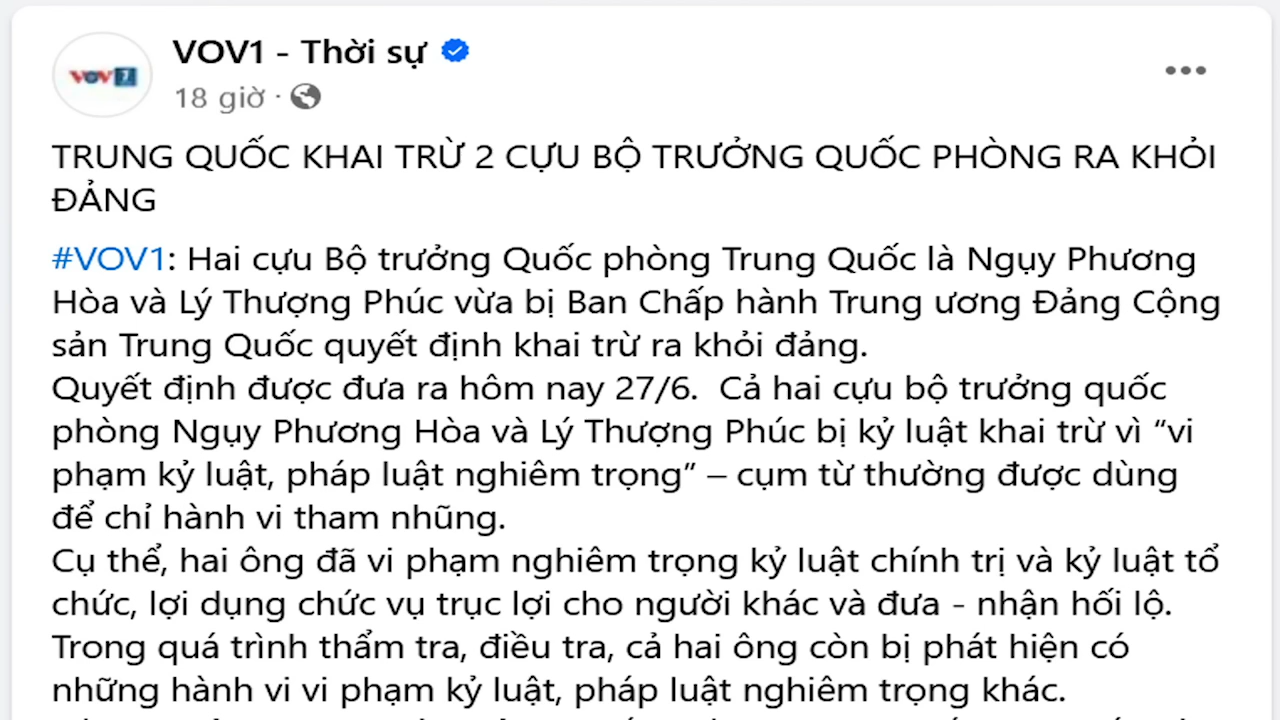 VOV1
VOV1 - Thời sự
18 giờ ·
TRUNG QUỐC KHAI TRỪ 2 CỰU BỘ TRƯỞNG QUỐC PHÒNG RA KHỎI
ĐẢNG
#VOV1: Hai cựu Bộ trưởng Quốc phòng Trung Quốc là Ngụy Phương
Hòa và Lý Thượng Phúc vừa bị Ban Chấp hành Trung ương Đảng Cộng
sản Trung Quốc quyết định khai trừ ra khỏi đảng.
Quyết định được đưa ra hôm nay 27/6. Cả hai cựu bộ trưởng quốc
phòng Ngụy Phương Hòa và Lý Thượng Phúc bị kỷ luật khai trừ vì “vi
phạm kỷ luật, pháp luật nghiêm trọng” – cụm từ thường được dùng
để chỉ hành vi tham nhũng.
Cụ thể, hai ông đã vi phạm nghiêm trọng kỷ luật chính trị và kỷ luật tổ
chức, lợi dụng chức vụ trục lợi cho người khác và đưa - nhận hối lộ.
Trong quá trình thẩm tra, điều tra, cả hai ông còn bị phát hiện có
những hành vi vi phạm kỷ luật, pháp luật nghiêm trọng khác.